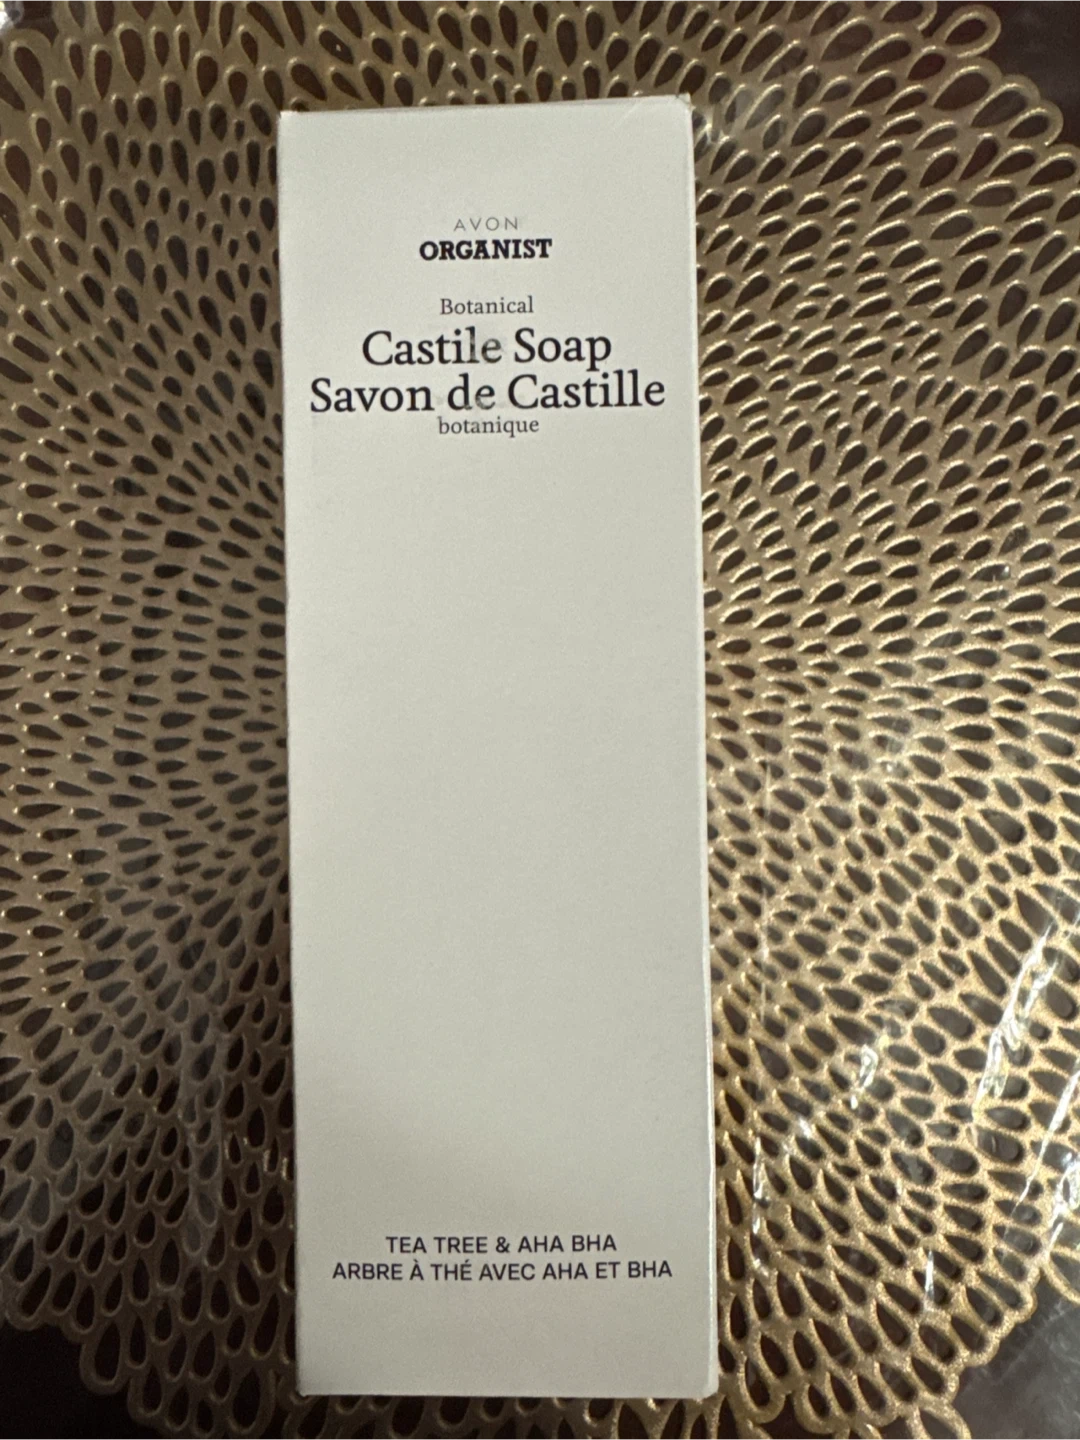 AVON
ORGANIST
Botanical
Castile Soap
Savon de Castille
botanique
TEA TREE & AHA BHA
ARBRE À THÉ AVEC AHA ET BHA